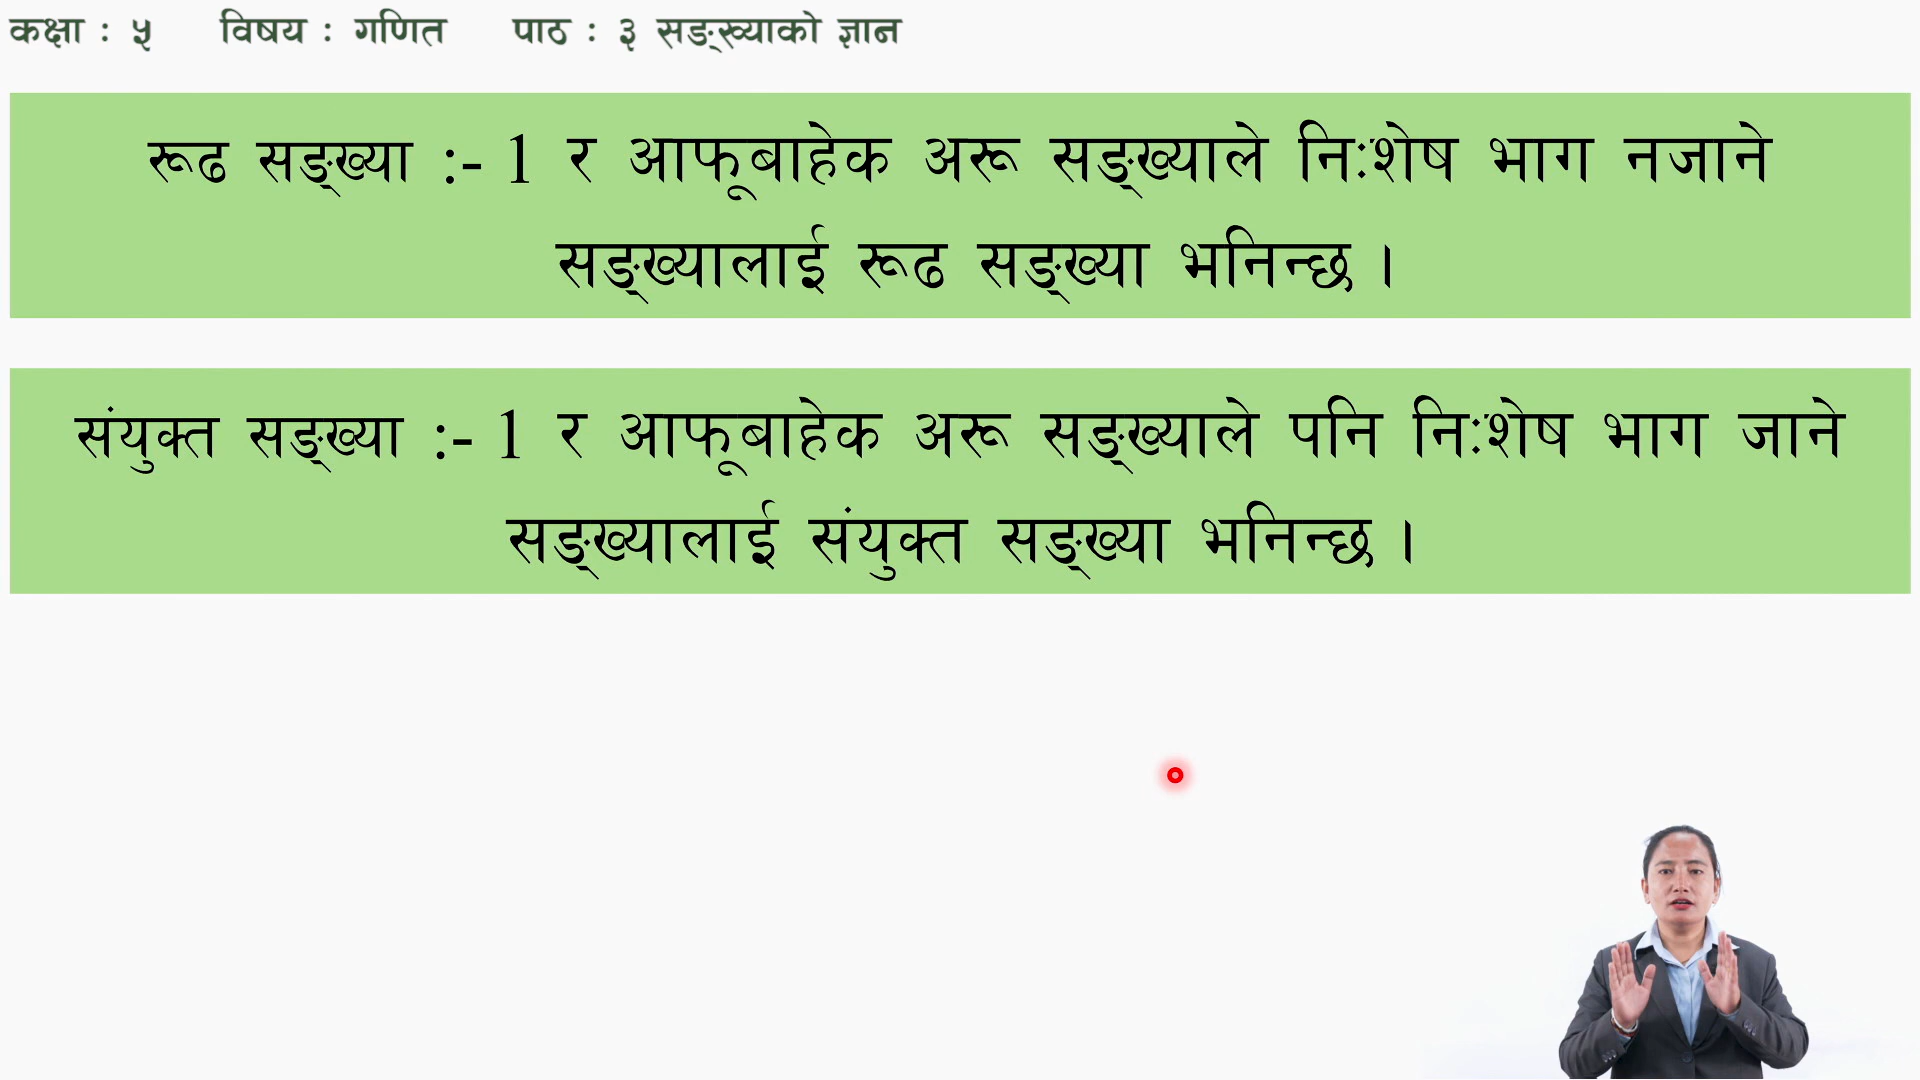 कक्षा : ५ विषय : गणित पाठ : ३ सङ्ख्याको ज्ञान
रूढ सङ्ख्या :- 1 र आफूबाहेक अरू सङ्ख्याले निःशेष भाग नजाने
सङ्ख्यालाई रूढ सङ्ख्या भनिन्छ ।
संयुक्त सङ्ख्या :- 1 र आफूबाहेक अरू सङ्ख्याले पनि निःशेष भाग जाने
सङ्ख्यालाई संयुक्त सङ्ख्या भनिन्छ ।